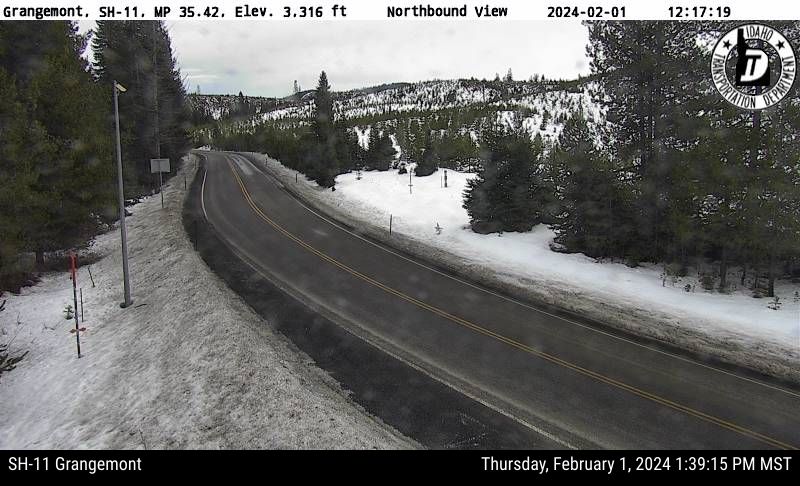 Grangemont, SH-11, MP 35.42, Elev. 3,316 ft Northbound View 2024-02-01 12:17:19
IDAHO
TRANSPORTATION DEPARTMENT
SH-11 Grangemont Thursday, February 1, 2024 1:39:15 PM MST